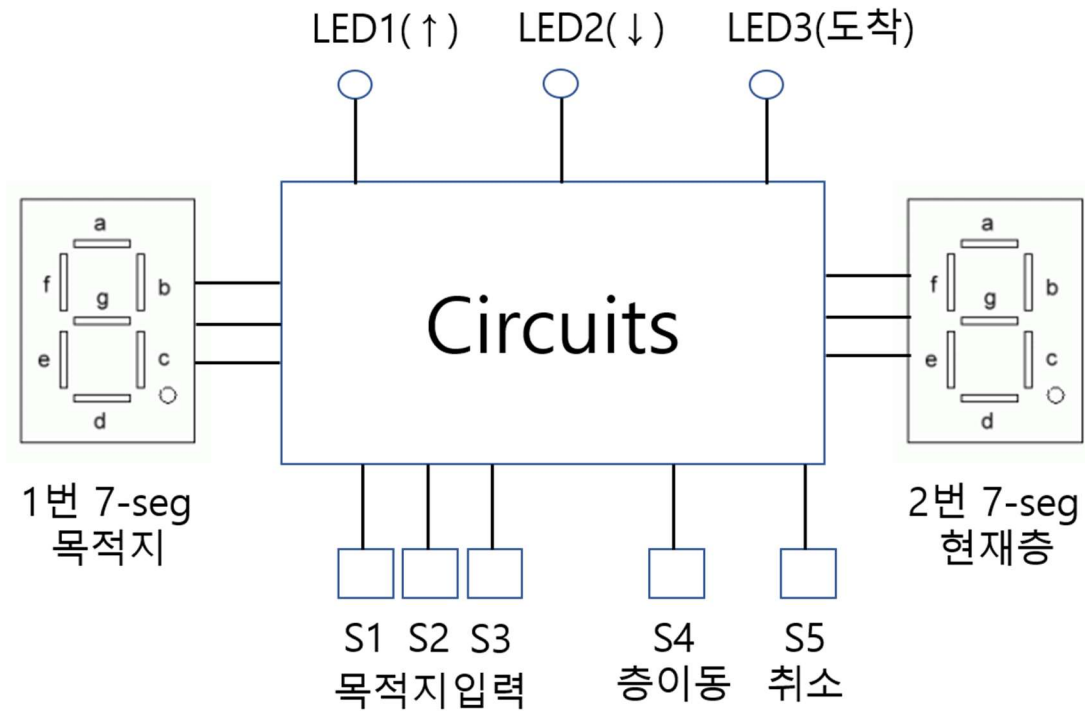 LED1(↑) LED2(↓) LED3(도착)
a
f
b
g
e
c
d
Circuits
a
f
b
g
e
c
d
1번 7-seg
목적지
2번 7-seg
현재층
S1 S2 S3
목적지입력
S4
층이동
S5
취소